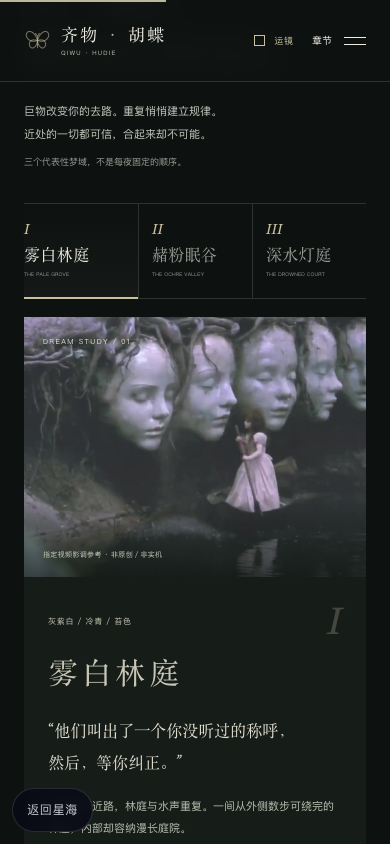 齐物 · 胡蝶
QIWU · HUDIE
运镜
章节
巨物改变你的去路。重复悄悄建立规律。
近处的一切都可信，合起来却不可能。
三个代表性梦域，不是每夜固定的顺序。
I
雾白林庭
THE PALE GROVE
II
赭粉眠谷
THE OCHRE VALLEY
III
深水灯庭
THE DROWNED COURT
DREAM STUDY / 01
指定视频影调参考 · 非原创 / 非实机
灰紫白 / 冷青 / 苔色
I
雾白林庭
“他们叫出了一个你没听过的称呼，
然后，等你纠正。”
返回星海
近路，林庭与水声重复。一间从外侧数步可绕完的
内部却容纳漫长庭院。